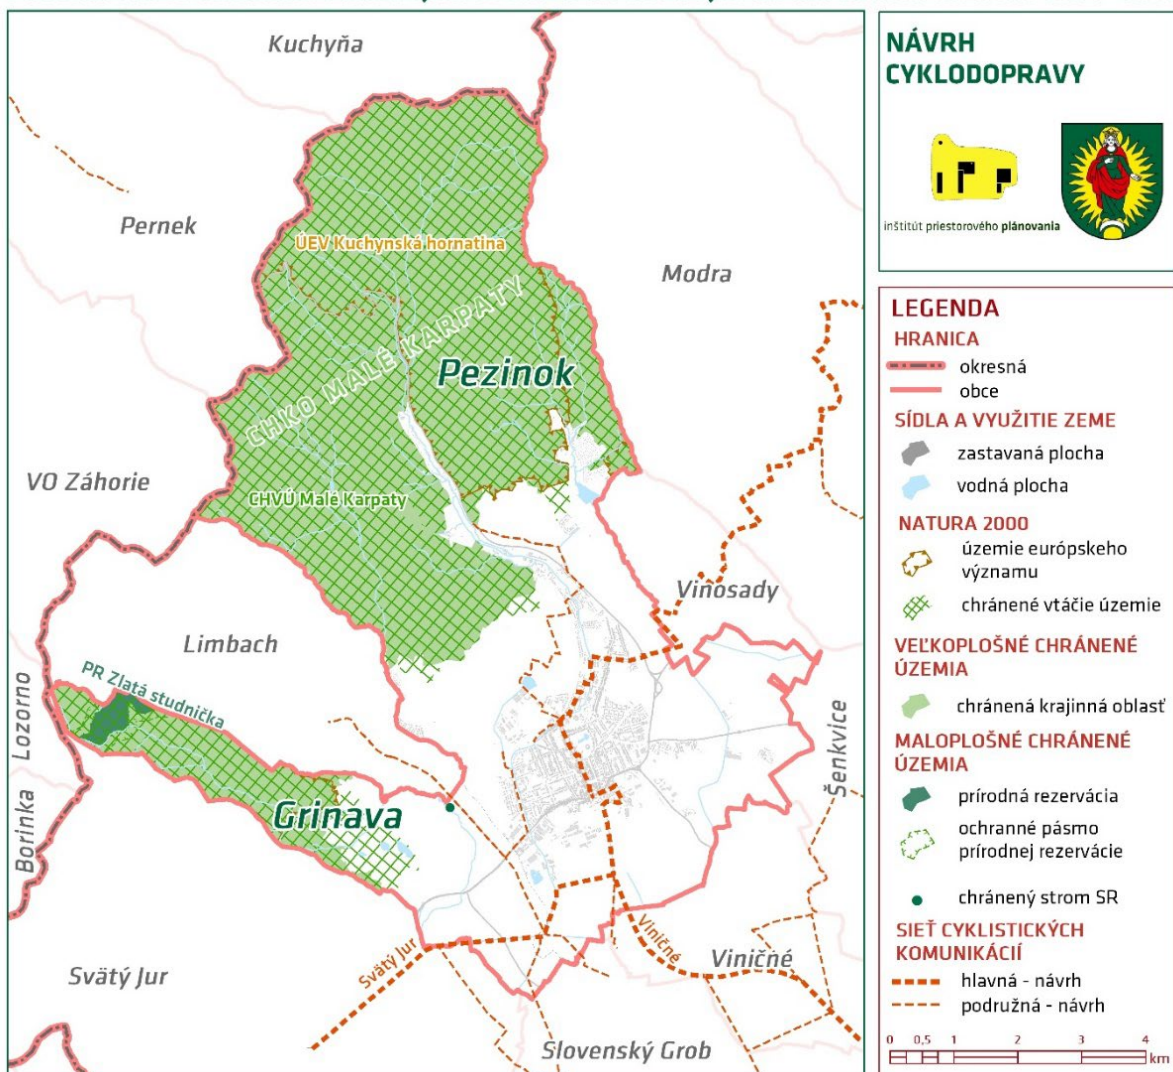 Kuchyňa
Pernek
ÚEV Kuchynská hornatina
Modra
CHKO MALÉ KARPATY
Pezinok
VO Záhorie
CHVÚ Malé Karpaty
Vinosady
Limbach
PR Zlatá studnička
Lozorno
Borinka
Grinava
Šenkvice
Svätý Jur
Viničné
Viničné
Svätý Jur
Slovenský Grob
NÁVRH
CYKLODOPRAVY
inštitút priestorového plánovania
LEGENDA
HRANICA
okresná
obce
SÍDLA A VYUŽITIE ZEME
zastavaná plocha
vodná plocha
NATURA 2000
územie európskeho
významu
chránené vtáčie územie
VEĽKOPLOŠNÉ CHRÁNENÉ
ÚZEMIA
chránená krajinná oblasť
MALOPLOŠNÉ CHRÁNENÉ
ÚZEMIA
prírodná rezervácia
ochranné pásmo
prírodnej rezervácie
chránený strom SR
SIEŤ CYKLISTICKÝCH
KOMUNIKÁCIÍ
hlavná - návrh
podružná - návrh
0 0,5 1 2 3 4
km